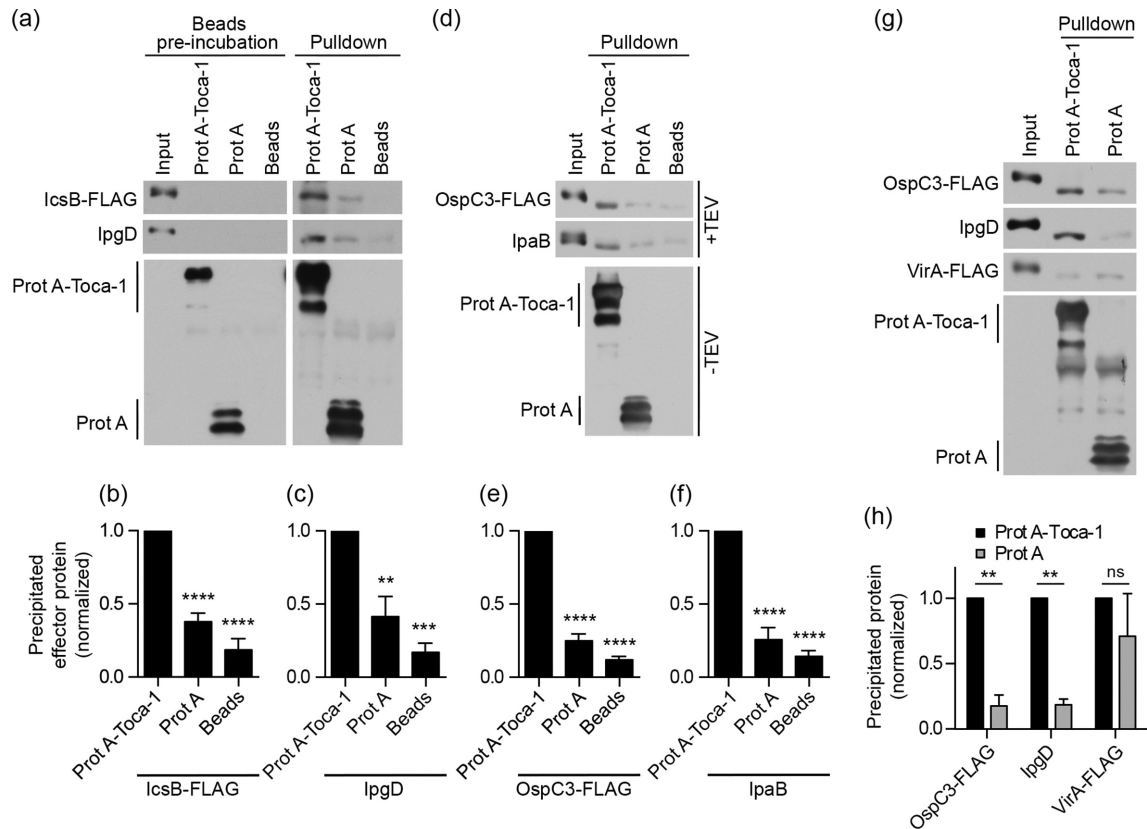 (a)
Beads
pre-incubation
Pulldown
Input
Prot A-Toca-1
Prot A
Beads
Prot A-Toca-1
Prot A
Beads
IcsB-FLAG
IpgD
Prot A-Toca-1
Prot A
(d)
Pulldown
Input
Prot A-Toca-1
Prot A
Beads
OspC3-FLAG
IpaB
+TEV
Prot A-Toca-1
-TEV
Prot A
(g)
Pulldown
Input
Prot A-Toca-1
Prot A
OspC3-FLAG
IpgD
VirA-FLAG
Prot A-Toca-1
Prot A
(b)
Precipitated
effector protein
(normalized)
1.0
0.5
0.0
****
****
Prot A-Toca-1
Prot A
Beads
IcsB-FLAG
(c)
1.0
0.5
0.0
**
***
Prot A-Toca-1
Prot A
Beads
IpgD
(e)
1.0
0.5
0.0
****
****
Prot A-Toca-1
Prot A
Beads
OspC3-FLAG
(f)
1.0
0.5
0.0
****
****
Prot A-Toca-1
Prot A
Beads
IpaB
(h)
Prot A-Toca-1
Prot A
Precipitated protein
(normalized)
1.0
0.5
0.0
**
**
ns
OspC3-FLAG
IpgD
VirA-FLAG